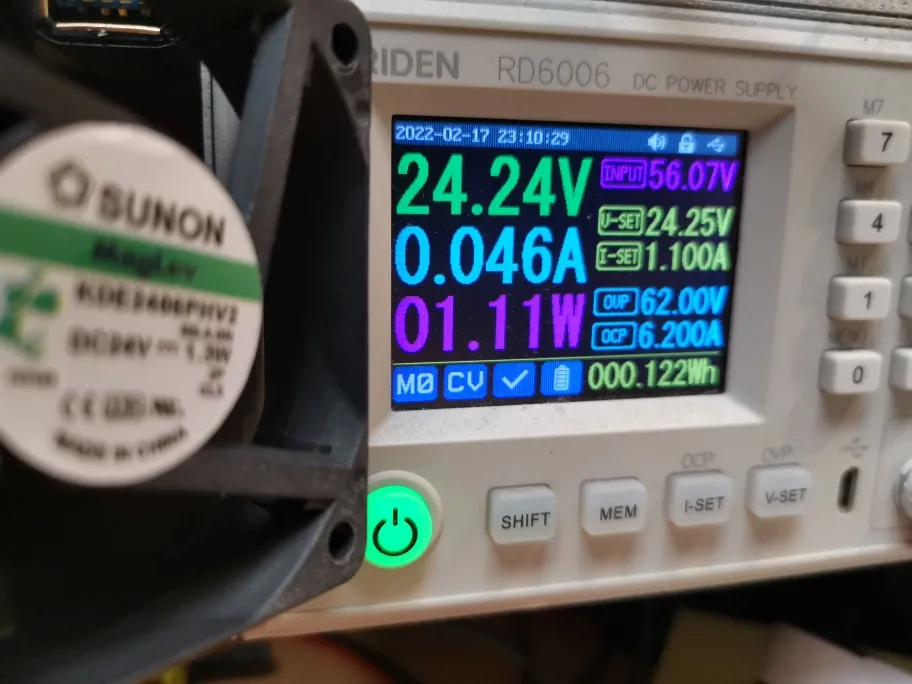 RIDEN RD6006 DC POWER SUPPLY
2022-02-17 23:10:29
24.24V
INPUT 56.07V
0.046A
V-SET 24.25V
I-SET 1.100A
01.11W
OVP 62.00V
OCP 6.200A
M0 CV 000.122Wh
SUNON
MagLev
KDE2406PHV2
DC24V 1.3W
CE
MADE IN CHINA
M7
7
4
1
0
OCP OVP
SHIFT MEM I-SET V-SET